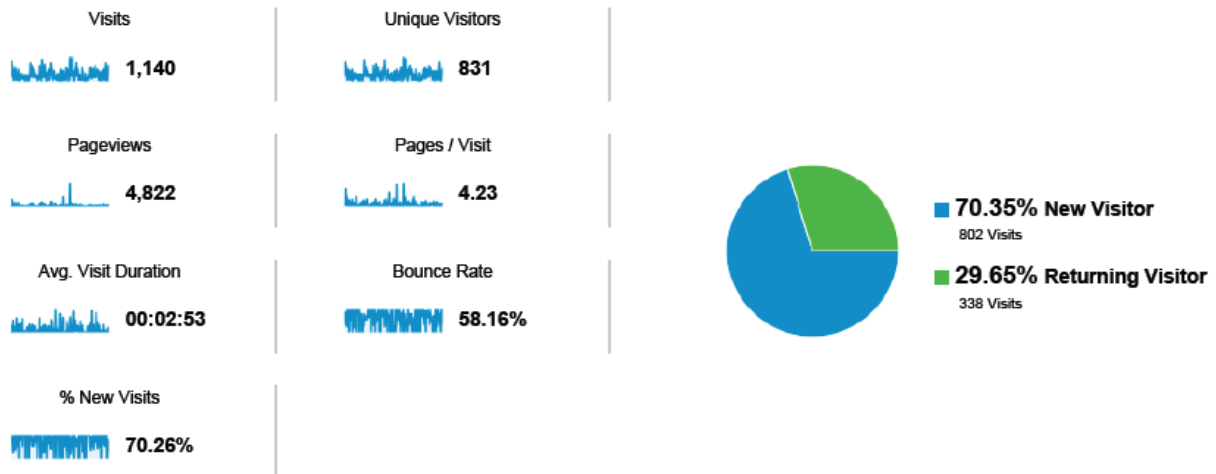 Visits
1,140
Unique Visitors
831
Pageviews
4,822
Pages / Visit
4.23
Avg. Visit Duration
00:02:53
Bounce Rate
58.16%
% New Visits
70.26%
70.35% New Visitor
802 Visits
29.65% Returning Visitor
338 Visits